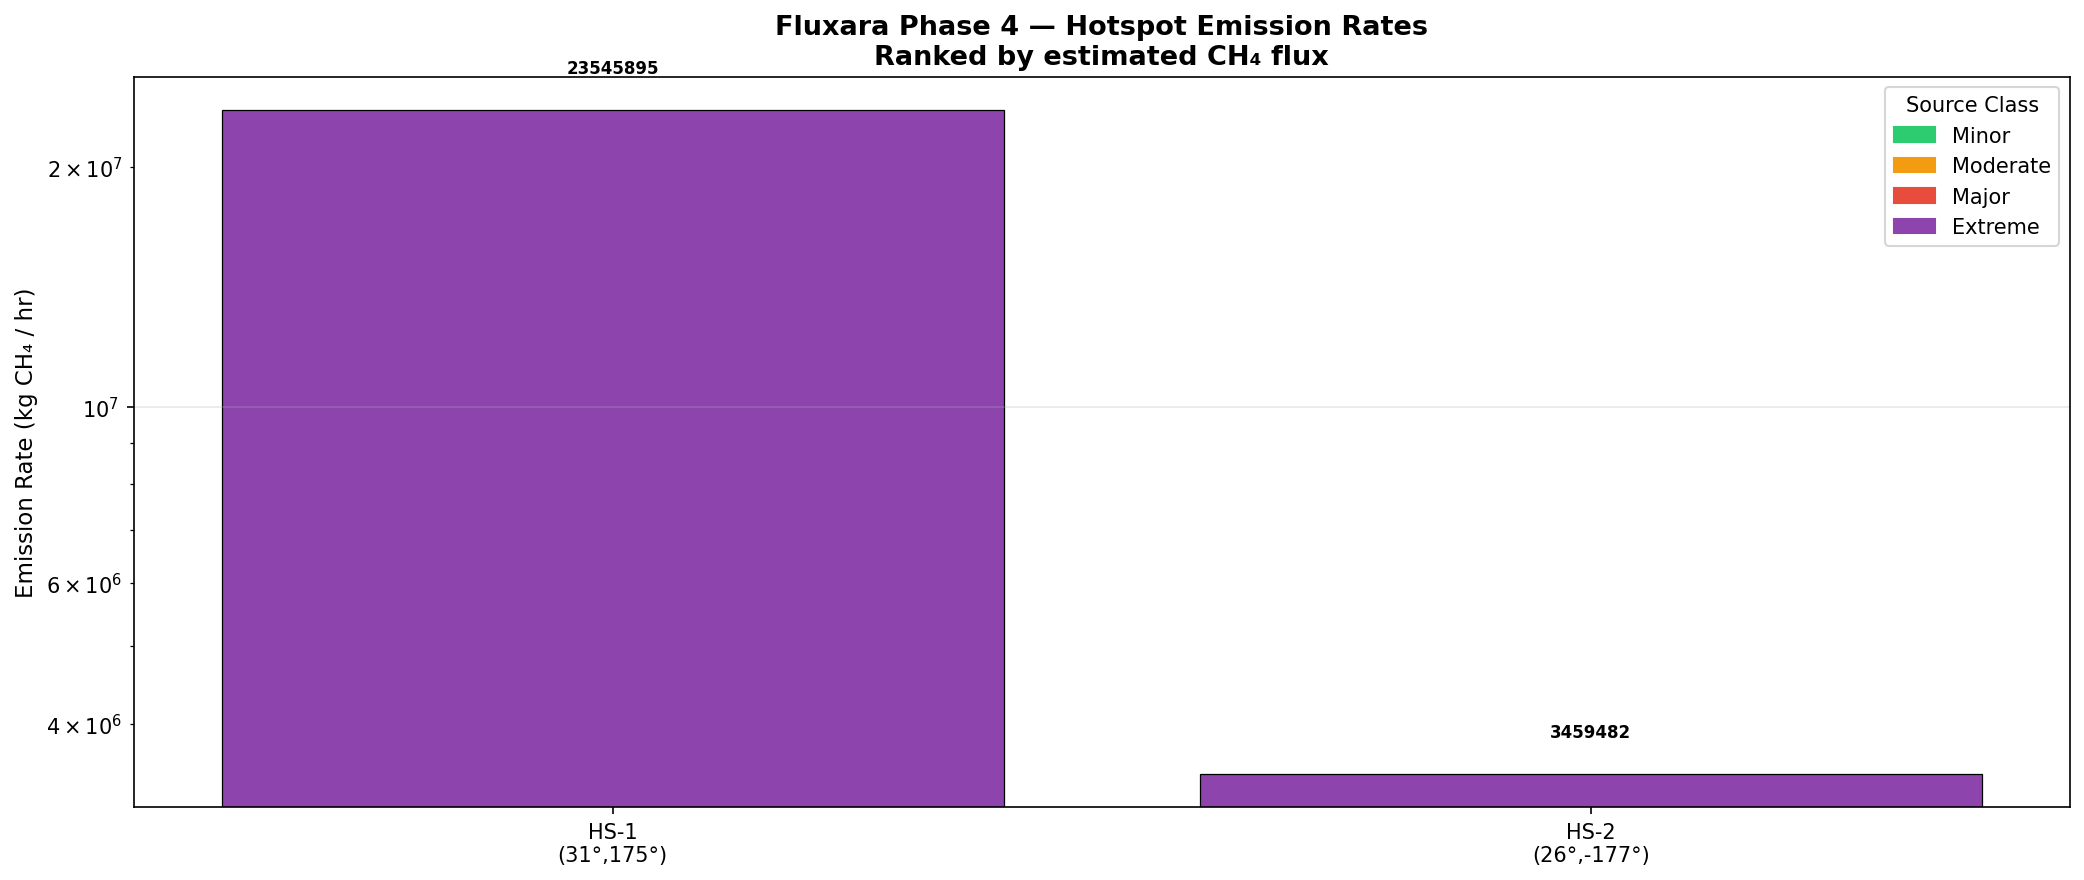 Fluxara Phase 4 — Hotspot Emission Rates
Ranked by estimated CH₄ flux
23545895
Source Class
Minor
Moderate
Major
Extreme
2 × 10⁷
10⁷
6 × 10⁶
4 × 10⁶
Emission Rate (kg CH₄ / hr)
3459482
HS-1
(31°,175°)
HS-2
(26°,-177°)